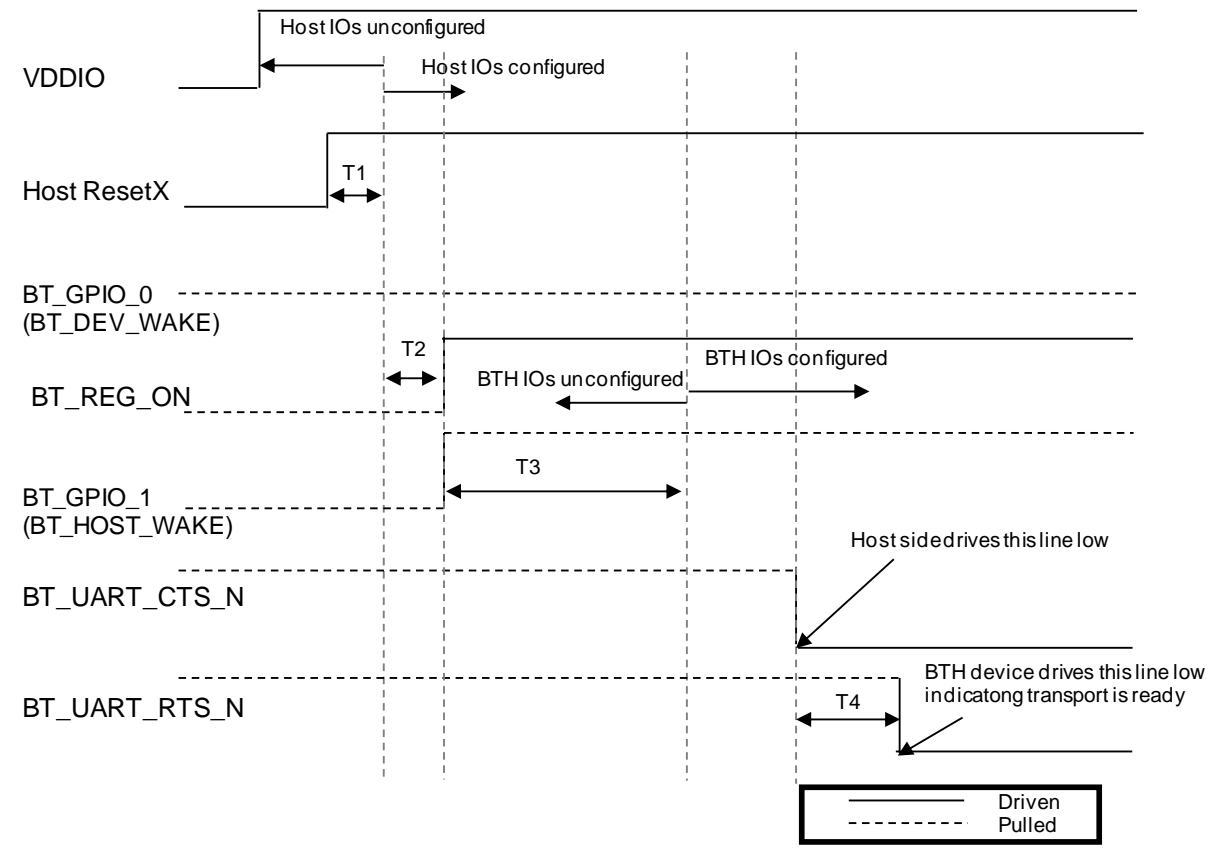 Host IOs unconfigured
Host IOs configured
VDDIO
T1
Host ResetX
BT_GPIO_0
(BT_DEV_WAKE)
T2
BTH IOs configured
BTH IOs unconfigured
BT_REG_ON
T3
BT_GPIO_1
(BT_HOST_WAKE)
Host side drives this line low
BT_UART_CTS_N
BTH device drives this line low
indicatong transport is ready
T4
BT_UART_RTS_N
Driven
Pulled